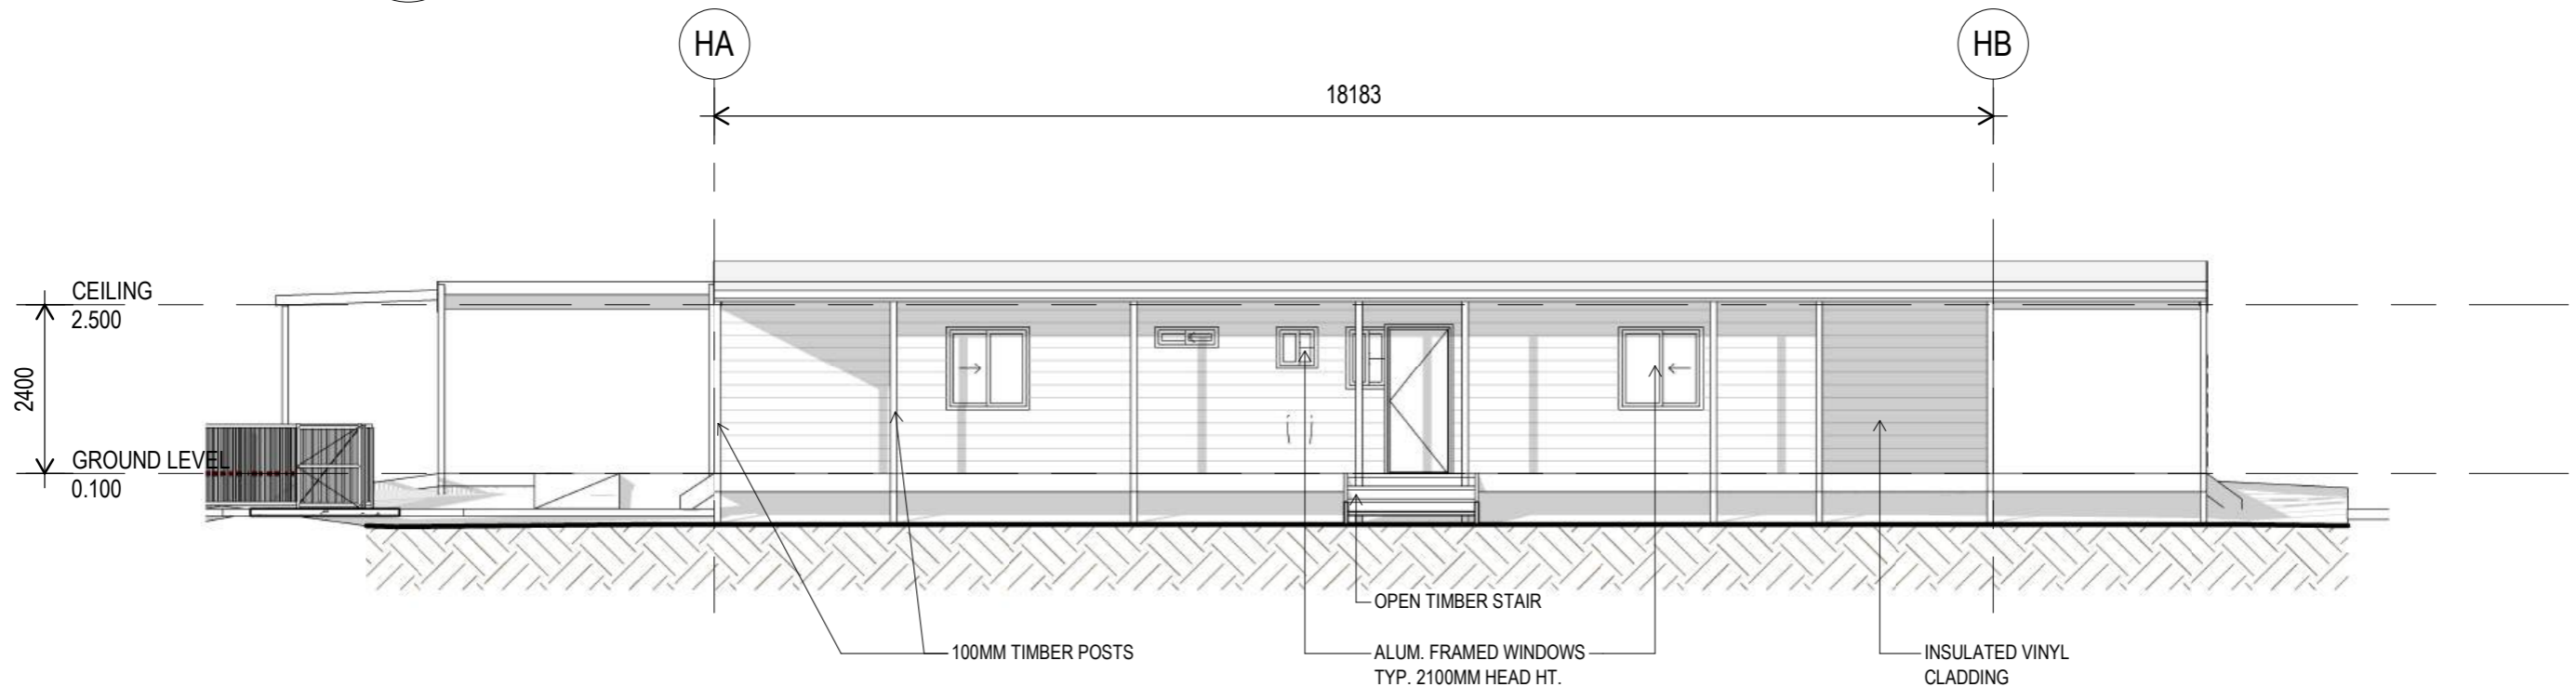 HA
HB
18183
CEILING
2.500
2400
GROUND LEVEL
0.100
OPEN TIMBER STAIR
100MM TIMBER POSTS
ALUM. FRAMED WINDOWS
TYP. 2100MM HEAD HT.
INSULATED VINYL
CLADDING